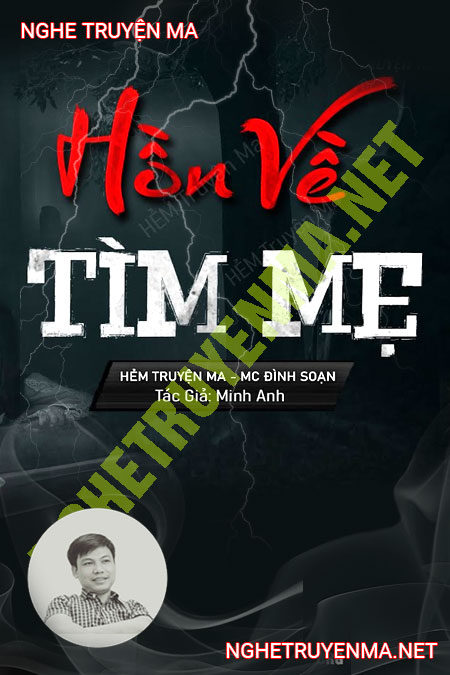 NGHE TRUYỆN MA
Hồn Về
TÌM MẸ
HẺM TRUYỆN MA – MC ĐÌNH SOẠN
Tác Giả: Minh Anh
NGHETRUYENMA.NET
NGHETRUYENMA.NET